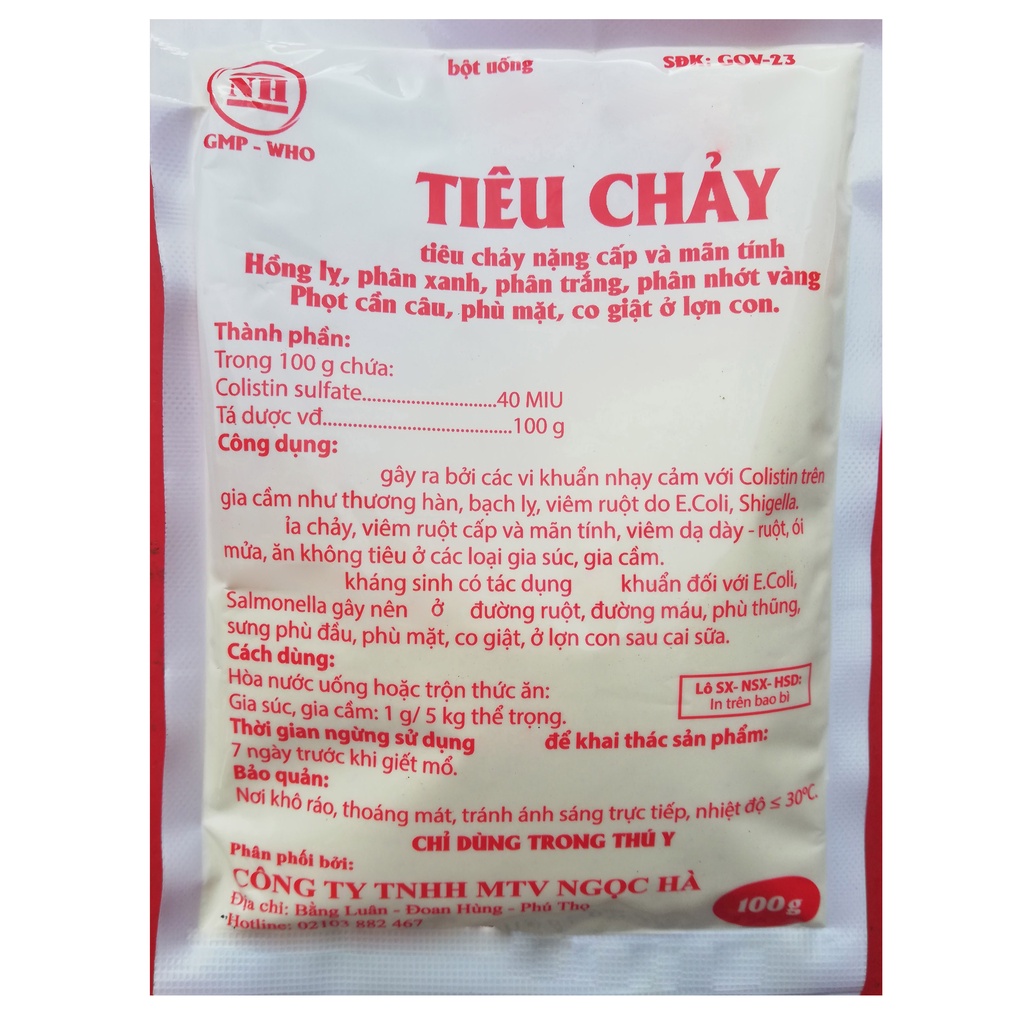 NH
GMP - WHO
bột uống
SĐK: GOV-23
TIÊU CHẢY
tiêu chảy nặng cấp và mãn tính
Hồng lỵ, phân xanh, phân trắng, phân nhớt vàng
Phọt cần câu, phù mặt, co giật ở lợn con.
Thành phần:
Trong 100 g chứa:
Colistin sulfate............................40 MIU
Tá dược vđ.......................................100 g
Công dụng:
gây ra bởi các vi khuẩn nhạy cảm với Colistin trên
gia cầm như thương hàn, bạch lỵ, viêm ruột do E.Coli, Shigella.
ỉa chảy, viêm ruột cấp và mãn tính, viêm dạ dày - ruột, ói
mửa, ăn không tiêu ở các loại gia súc, gia cầm.
kháng sinh có tác dụng khuẩn đối với E.Coli,
Salmonella gây nên ở đường ruột, đường máu, phù thũng,
sưng phù đầu, phù mặt, co giật, ở lợn con sau cai sữa.
Cách dùng:
Hòa nước uống hoặc trộn thức ăn:
Gia súc, gia cầm: 1 g/ 5 kg thể trọng.
Lô SX- NSX- HSD:
In trên bao bì
Thời gian ngừng sử dụng để khai thác sản phẩm:
7 ngày trước khi giết mổ.
Bảo quản:
Nơi khô ráo, thoáng mát, tránh ánh sáng trực tiếp, nhiệt độ ≤ 30°C.
CHỈ DÙNG TRONG THÚ Y
Phân phối bởi:
CÔNG TY TNHH MTV NGỌC HÀ
Địa chỉ: Bằng Luân - Đoan Hùng - Phú Thọ
Hotline: 02103 882 467
100g